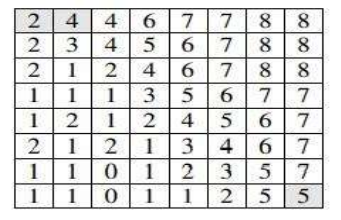 2 4 4 6 7 7 8 8
2 3 4 5 6 7 8 8
2 1 2 4 6 7 8 8
1 1 1 3 5 6 7 7
1 2 1 2 4 5 6 7
2 1 2 1 3 4 6 7
1 1 0 1 2 3 5 7
1 1 0 1 1 2 5 5